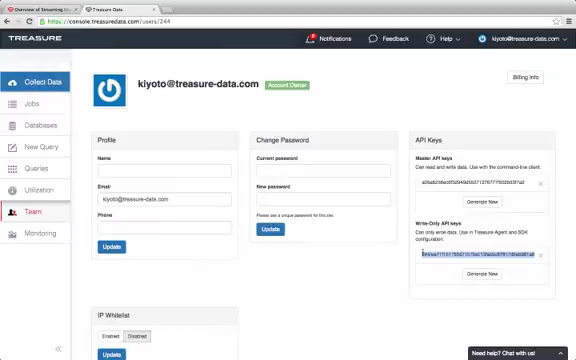 Overview of Streaming Im
Treasure Data
https://console.treasuredata.com/users/244
TREASURE
Notifications
Feedback
Help
kiyoto@treasure-data.com
Collect Data
Jobs
Databases
New Query
Queries
Utilization
Team
Monitoring
kiyoto@treasure-data.com
Account Owner
Billing Info
Profile
Name
Email
kiyoto@treasure-data.com
Phone
Update
Change Password
Current password
New password
Please use a unique password for this site.
Update
API Keys
Master API keys
Can read and write data. Use with the command-line client.
Generate New
Write-Only API keys
Can only write data. Use in Treasure Agent and SDK
configuration.
Generate New
IP Whitelist
Enabled
Disabled
Update
Need help? Chat with us!